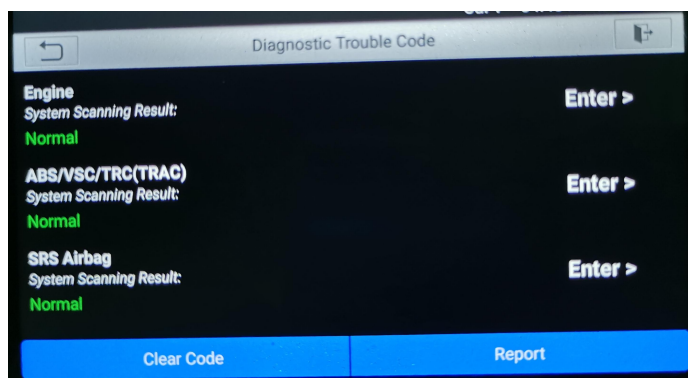 Diagnostic Trouble Code
Engine
System Scanning Result:
Enter >
Normal
ABS/VSC/TRC(TRAC)
System Scanning Result:
Enter >
Normal
SRS Airbag
System Scanning Result:
Enter >
Normal
Clear Code
Report